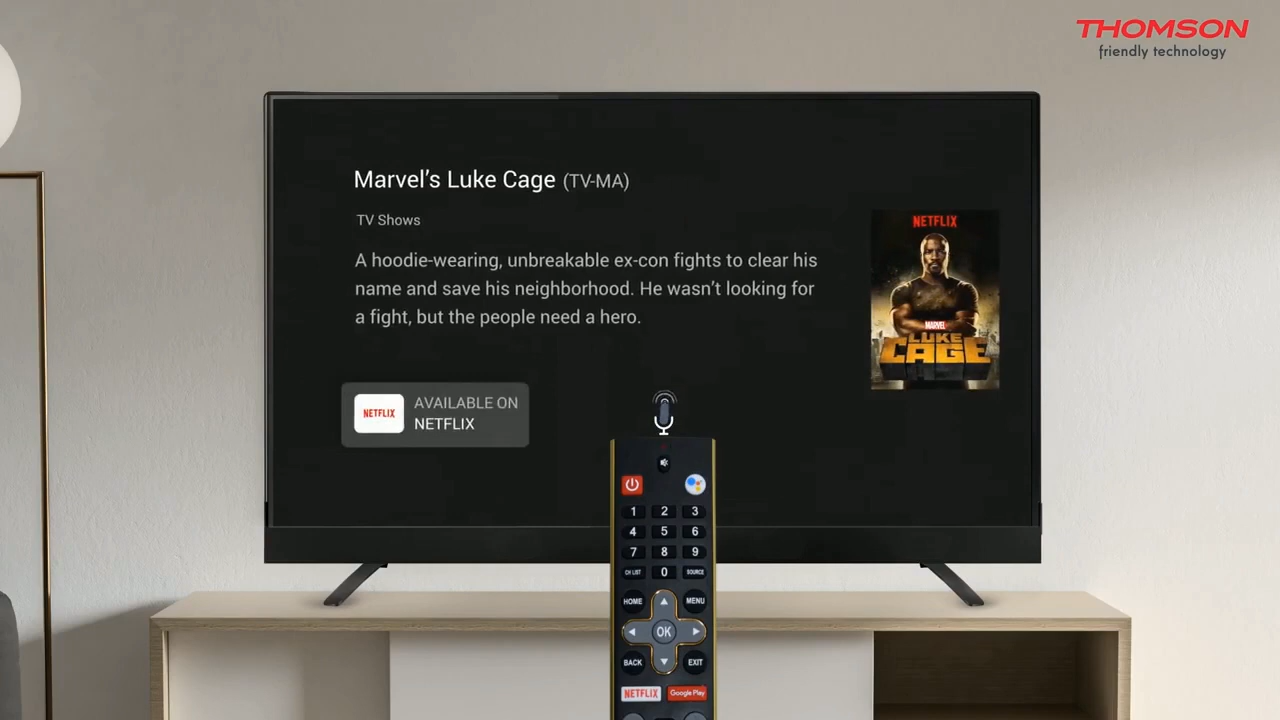 THOMSON
friendly technology
Marvel's Luke Cage (TV-MA)
TV Shows
A hoodie-wearing, unbreakable ex-con fights to clear his
name and save his neighborhood. He wasn't looking for
a fight, but the people need a hero.
NETFLIX
MARVEL
LUKE
CAGE
NETFLIX
AVAILABLE ON
NETFLIX
1 2 3
4 5 6
7 8 9
CH LIST 0 SOURCE
HOME MENU
OK
BACK EXIT
NETFLIX Google Play